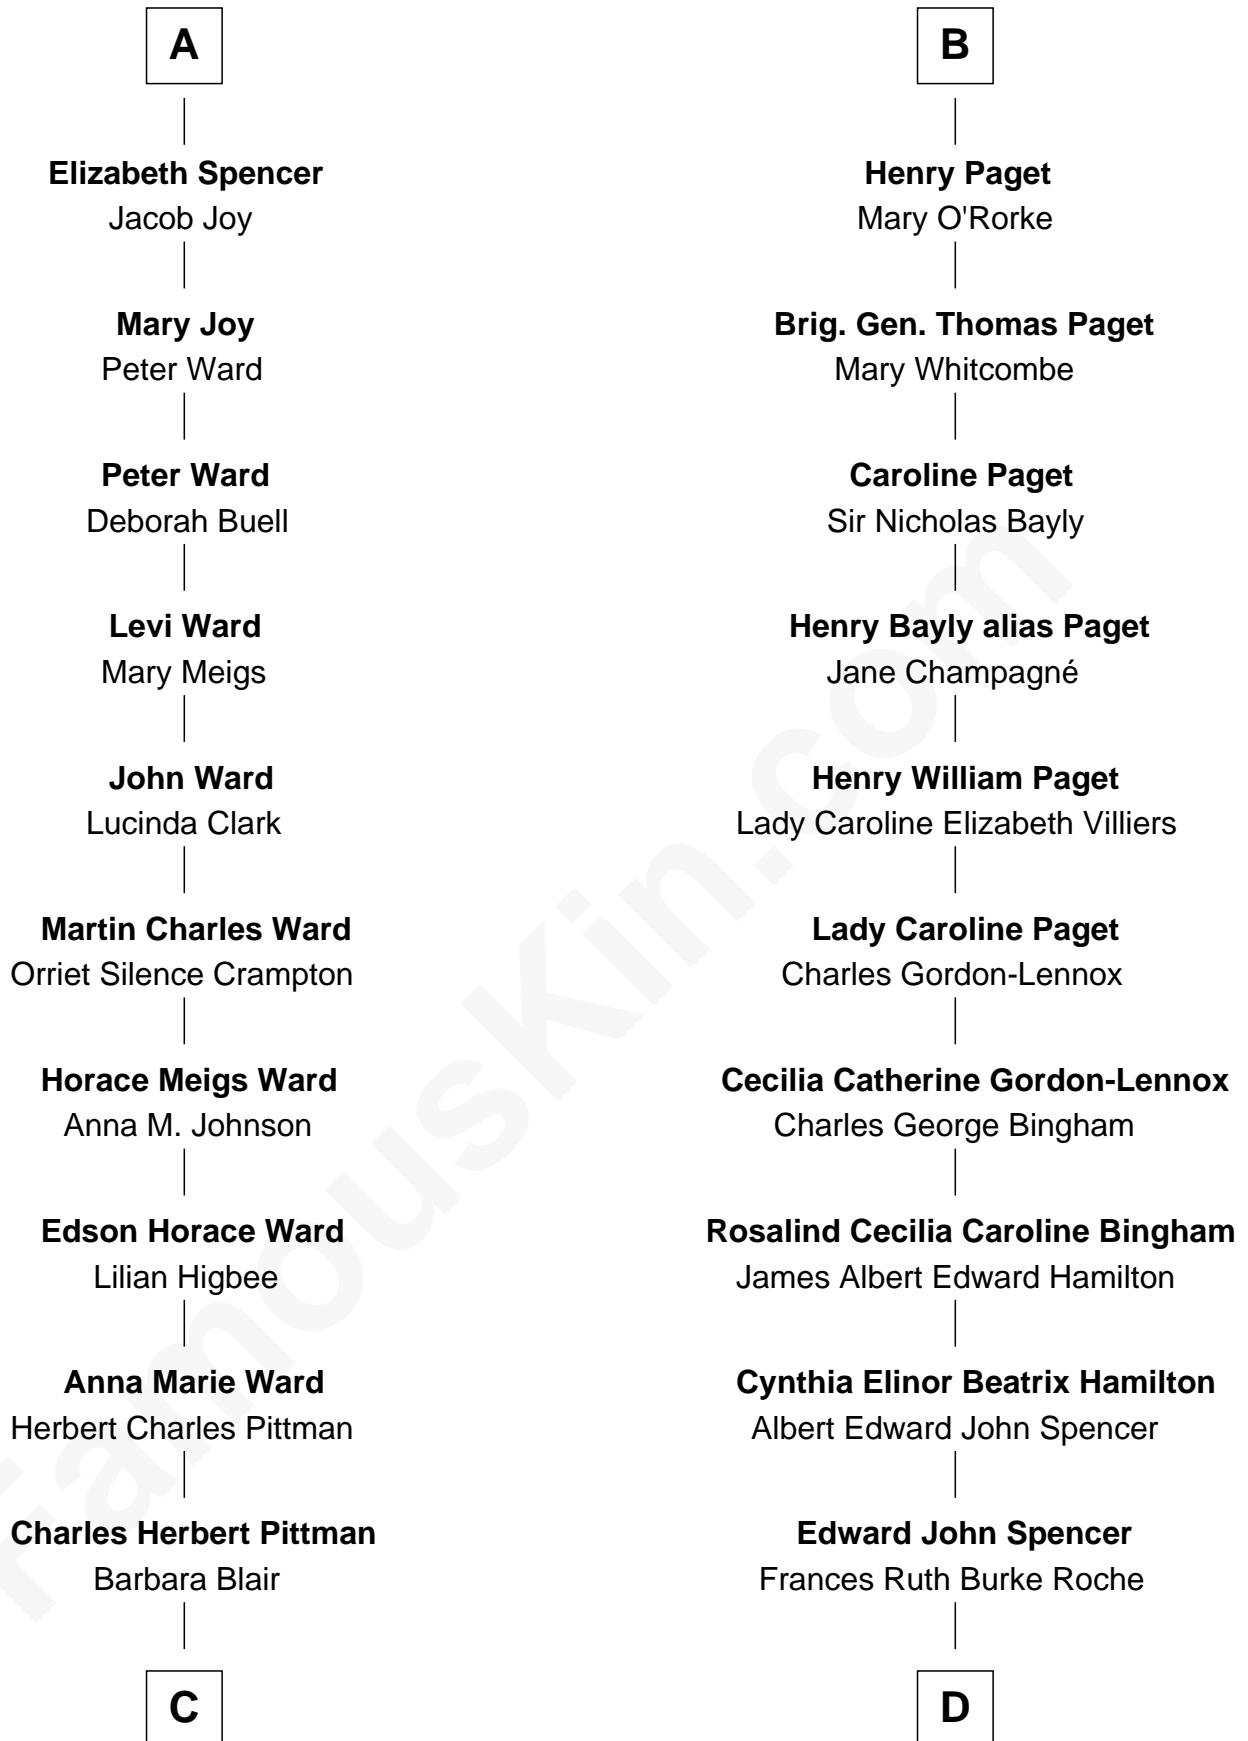 A
Elizabeth Spencer
Jacob Joy
Mary Joy
Peter Ward
Peter Ward
Deborah Buell
Levi Ward
Mary Meigs
John Ward
Lucinda Clark
Martin Charles Ward
Orriet Silence Crampton
Horace Meigs Ward
Anna M. Johnson
Edson Horace Ward
Lilian Higbee
Anna Marie Ward
Herbert Charles Pittman
Charles Herbert Pittman
Barbara Blair
C
B
Henry Paget
Mary O'Rorke
Brig. Gen. Thomas Paget
Mary Whitcombe
Caroline Paget
Sir Nicholas Bayly
Henry Bayly alias Paget
Jane Champagné
Henry William Paget
Lady Caroline Elizabeth Villiers
Lady Caroline Paget
Charles Gordon-Lennox
Cecilia Catherine Gordon-Lennox
Charles George Bingham
Rosalind Cecilia Caroline Bingham
James Albert Edward Hamilton
Cynthia Elinor Beatrix Hamilton
Albert Edward John Spencer
Edward John Spencer
Frances Ruth Burke Roche
D
FamousKin.com